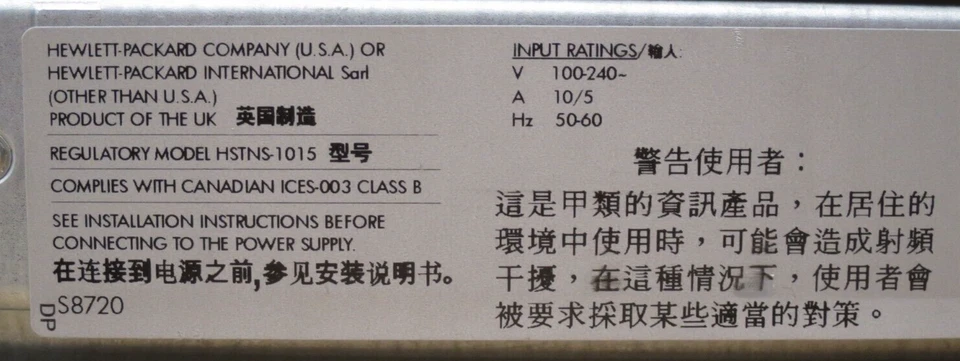 HEWLETT-PACKARD COMPANY (U.S.A.) OR
HEWLETT-PACKARD INTERNATIONAL Sarl
(OTHER THAN U.S.A.)
PRODUCT OF THE UK 英国制造
REGULATORY MODEL HSTNS-1015 型号
COMPLIES WITH CANADIAN ICES-003 CLASS B
SEE INSTALLATION INSTRUCTIONS BEFORE
CONNECTING TO THE POWER SUPPLY.
在连接到电源之前,参见安装说明书。
DP
S8720
INPUT RATINGS/输入:
V 100-240~
A 10/5
Hz 50-60
警告使用者：
這是甲類的資訊產品，在居住的
環境中使用時，可能會造成射頻
干擾，在這種情況下，使用者會
被要求採取某些適當的對策。